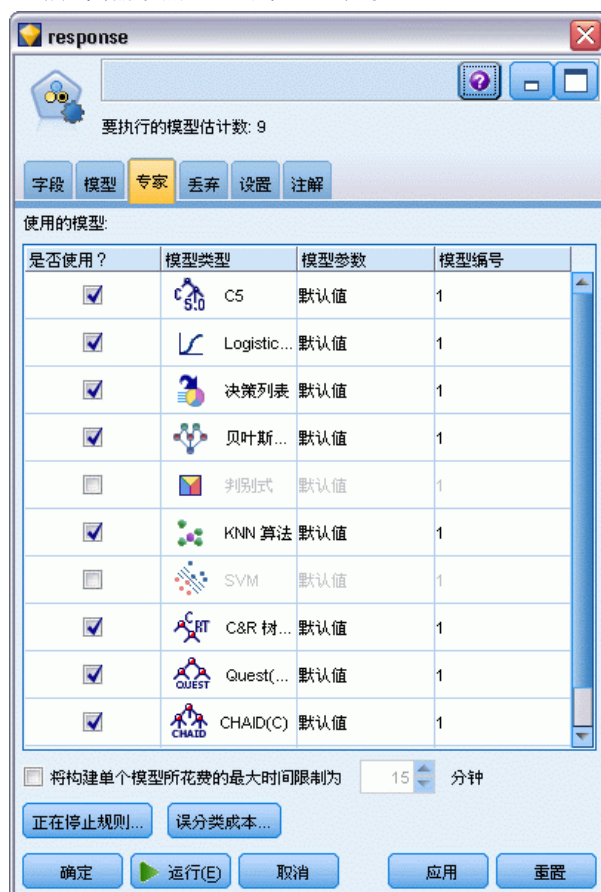 response
要执行的模型估计数: 9
字段 模型 专家 丢弃 设置 注解
使用的模型:
是否使用？ 模型类型 模型参数 模型编号
C5 默认值 1
Logistic... 默认值 1
决策列表 默认值 1
贝叶斯... 默认值 1
判别式 默认值 1
KNN 算法 默认值 1
SVM 默认值 1
C&R 树... 默认值 1
Quest(... 默认值 1
CHAID(C) 默认值 1
将构建单个模型所花费的最大时间限制为 15 分钟
正在停止规则... 误分类成本...
确定 运行(E) 取消 应用 重置